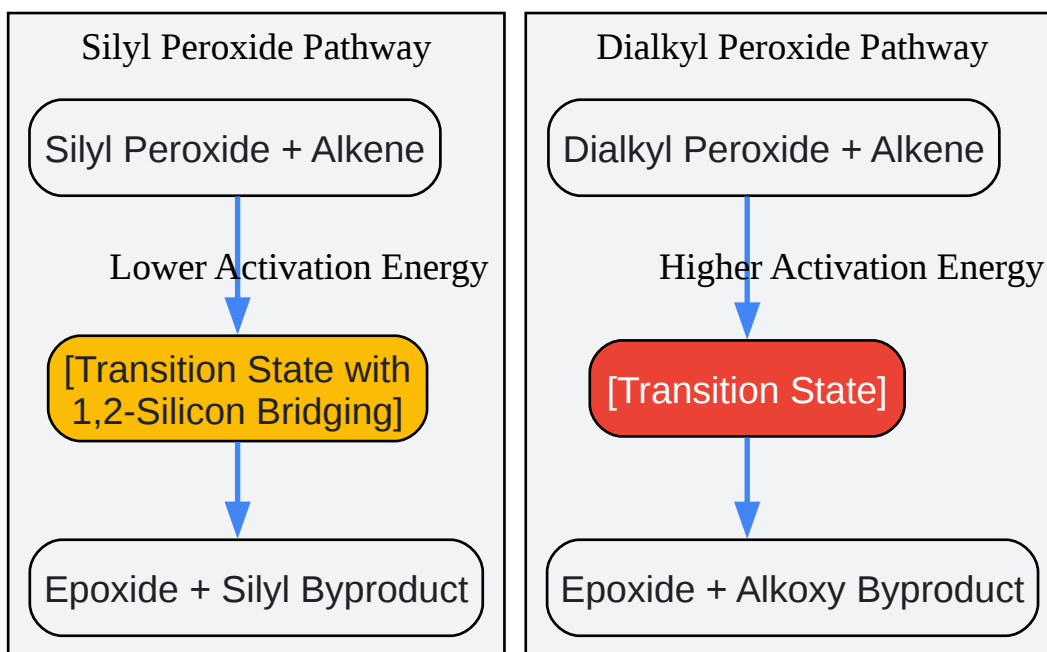 Silyl Peroxide Pathway
Silyl Peroxide + Alkene
Lower Activation Energy
[Transition State with
1,2-Silicon Bridging]
Epoxide + Silyl Byproduct
Dialkyl Peroxide Pathway
Dialkyl Peroxide + Alkene
Higher Activation Energy
[Transition State]
Epoxide + Alkoxy Byproduct